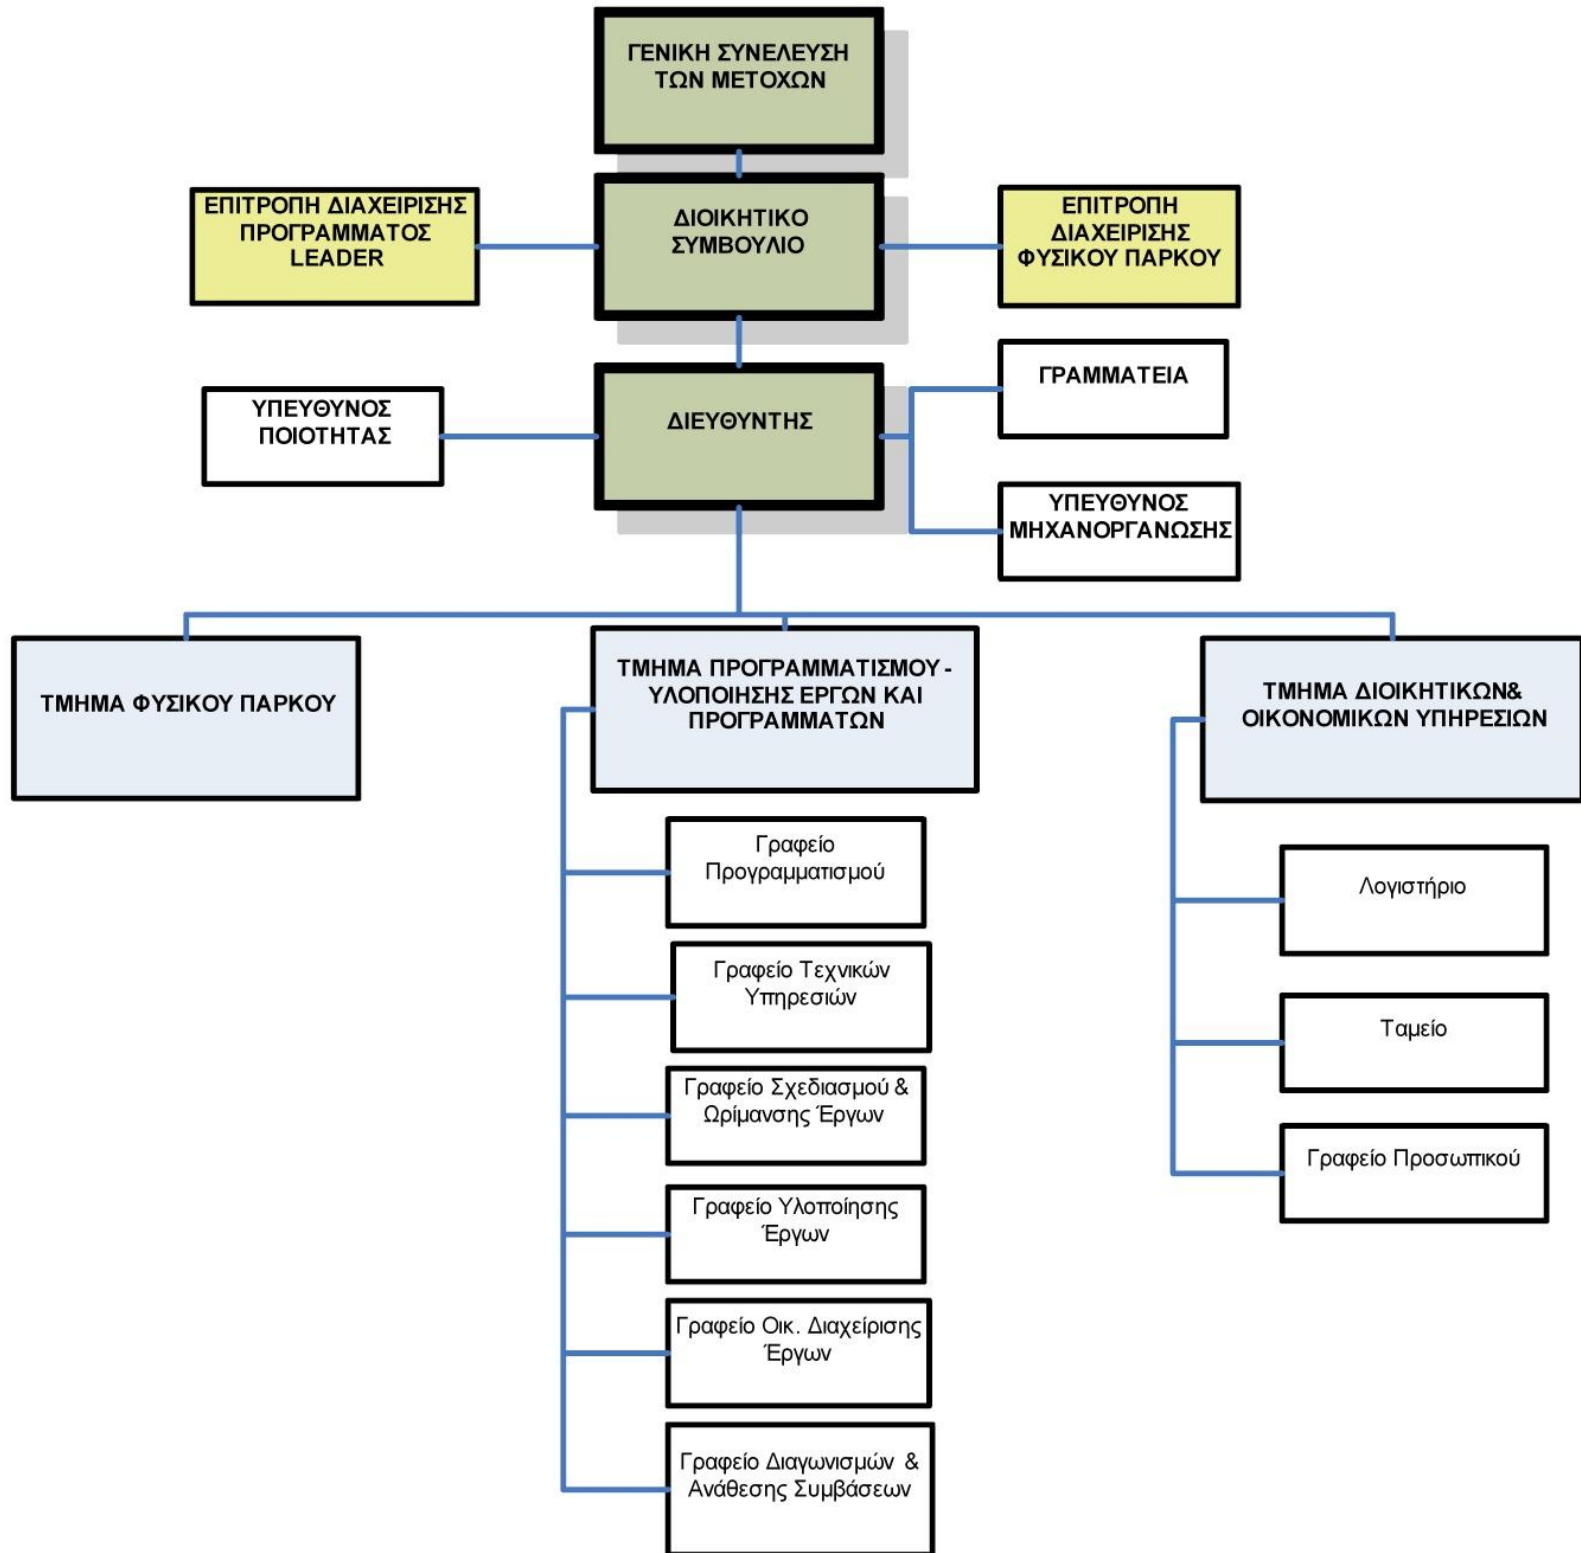 ΓΕΝΙΚΗ ΣΥΝΕΛΕΥΣΗ
ΤΩΝ ΜΕΤΟΧΩΝ
ΕΠΙΤΡΟΠΗ ΔΙΑΧΕΙΡΙΣΗΣ
ΠΡΟΓΡΑΜΜΑΤΟΣ
LEADER
ΔΙΟΙΚΗΤΙΚΟ
ΣΥΜΒΟΥΛΙΟ
ΕΠΙΤΡΟΠΗ
ΔΙΑΧΕΙΡΙΣΗΣ
ΦΥΣΙΚΟΥ ΠΑΡΚΟΥ
ΥΠΕΥΘΥΝΟΣ
ΠΟΙΟΤΗΤΑΣ
ΔΙΕΥΘΥΝΤΗΣ
ΓΡΑΜΜΑΤΕΙΑ
ΥΠΕΥΘΥΝΟΣ
ΜΗΧΑΝΟΡΓΑΝΩΣΗΣ
ΤΜΗΜΑ ΦΥΣΙΚΟΥ ΠΑΡΚΟΥ
ΤΜΗΜΑ ΠΡΟΓΡΑΜΜΑΤΙΣΜΟΥ -
ΥΛΟΠΟΙΗΣΗΣ ΕΡΓΩΝ ΚΑΙ
ΠΡΟΓΡΑΜΜΑΤΩΝ
ΤΜΗΜΑ ΔΙΟΙΚΗΤΙΚΩΝ&
ΟΙΚΟΝΟΜΙΚΩΝ ΥΠΗΡΕΣΙΩΝ
Γραφείο
Προγραμματισμού
Γραφείο Τεχνικών
Υπηρεσιών
Γραφείο Σχεδιασμού &
Ωρίμανσης Έργων
Γραφείο Υλοποίησης
Έργων
Γραφείο Οικ. Διαχείρισης
Έργων
Γραφείο Διαγωνισμών &
Ανάθεσης Συμβάσεων
Λογιστήριο
Ταμείο
Γραφείο Προσωπικού